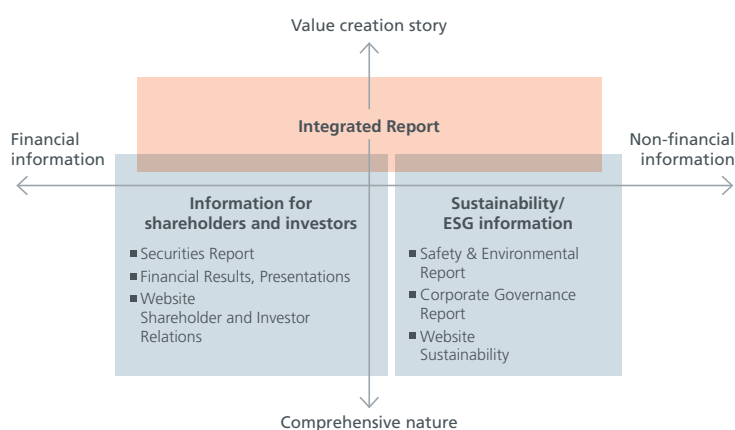 Value creation story
Integrated Report
Financial
information
Non-financial
information
Information for
shareholders and investors
■ Securities Report
■ Financial Results, Presentations
■ Website
Shareholder and Investor
Relations
Sustainability/
ESG information
■ Safety & Environmental
Report
■ Corporate Governance
Report
■ Website
Sustainability
Comprehensive nature